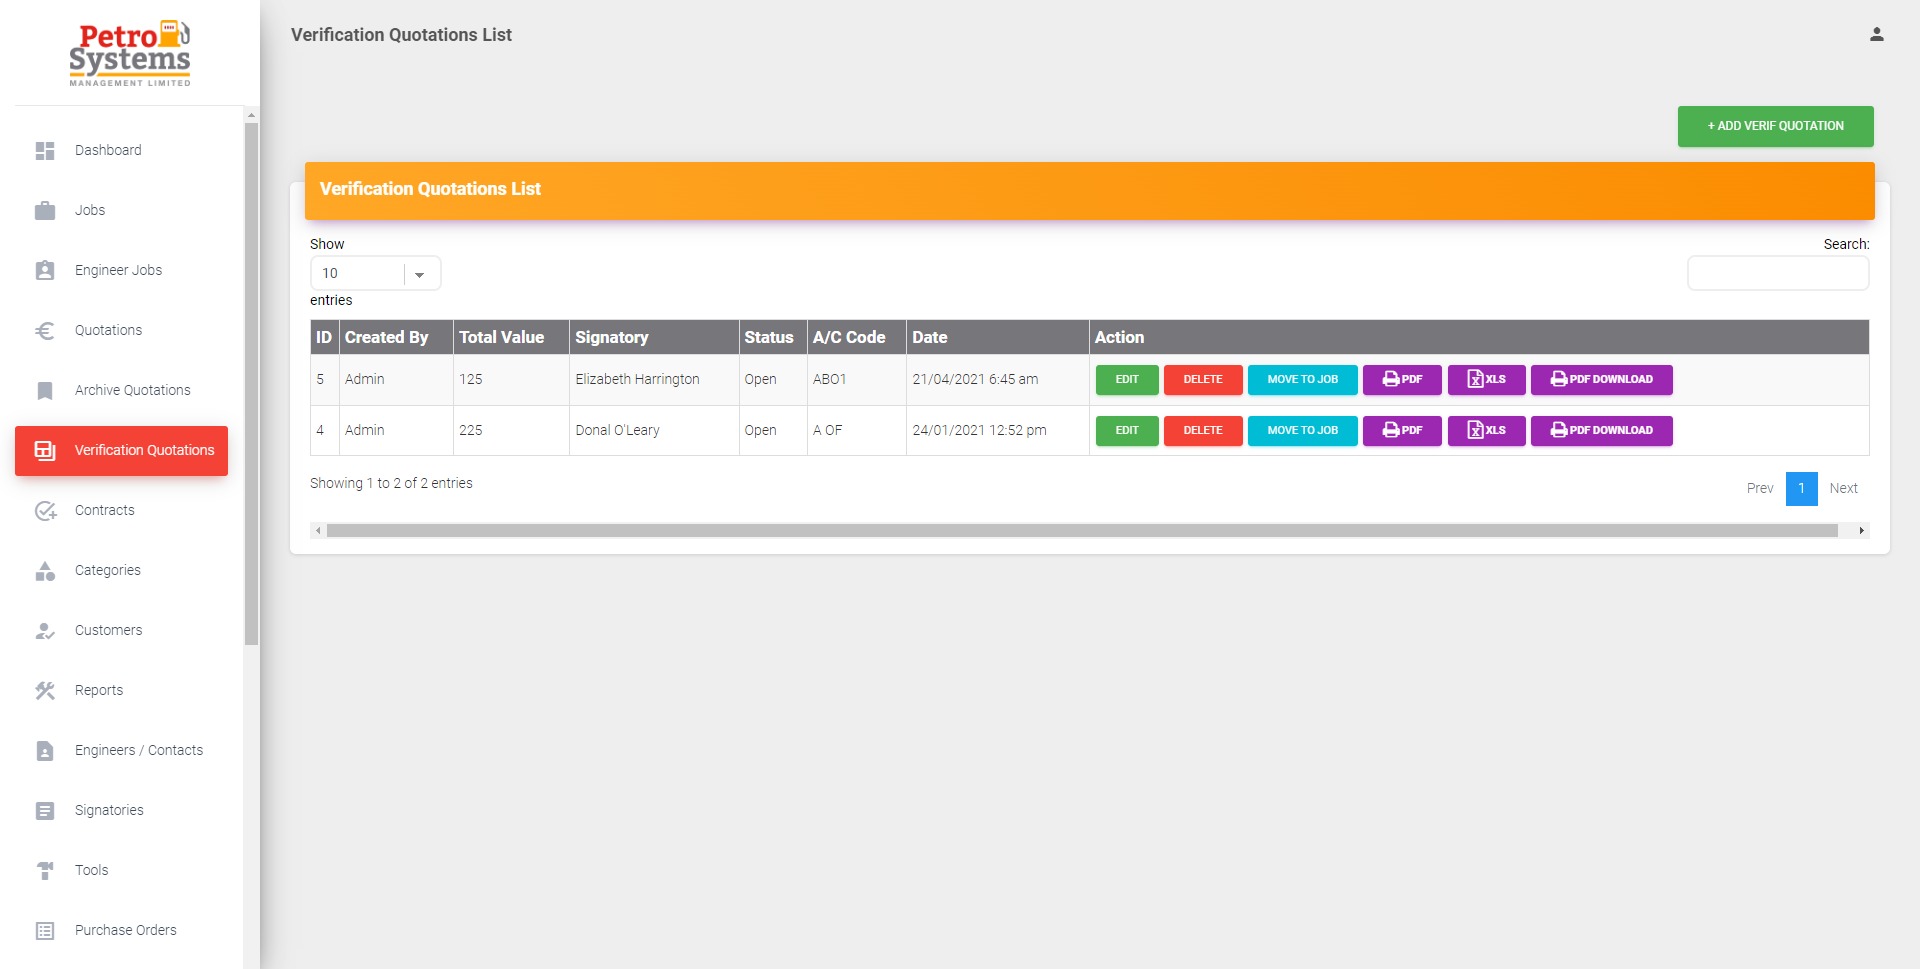 Petro
Systems
MANAGEMENT LIMITED
Dashboard
Jobs
Engineer Jobs
Quotations
Archive Quotations
Verification Quotations
Contracts
Categories
Customers
Reports
Engineers / Contacts
Signatories
Tools
Purchase Orders
Verification Quotations List
+ ADD VERIF QUOTATION
Verification Quotations List
Show
Search:
10
entries
ID Created By Total Value Signatory Status A/C Code Date Action
5 Admin 125 Elizabeth Harrington Open ABO1 21/04/2021 6:45 am EDIT DELETE MOVE TO JOB PDF XLS PDF DOWNLOAD
4 Admin 225 Donal O'Leary Open A OF 24/01/2021 12:52 pm EDIT DELETE MOVE TO JOB PDF XLS PDF DOWNLOAD
Showing 1 to 2 of 2 entries
Prev 1 Next